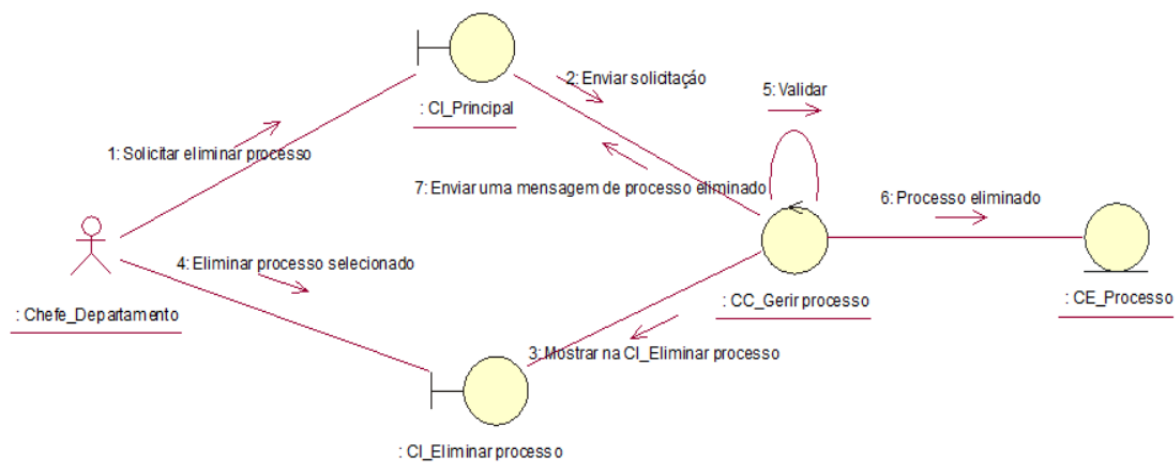 2: Enviar solicitação
5: Validar
: CI_Principal
1: Solicitar eliminar processo
7: Enviar uma mensagem de processo eliminado
6: Processo eliminado
4: Eliminar processo selecionado
: Chefe_Departamento
: CC_Gerir processo
: CE_Processo
3: Mostrar na CI_Eliminar processo
: CI_Eliminar processo